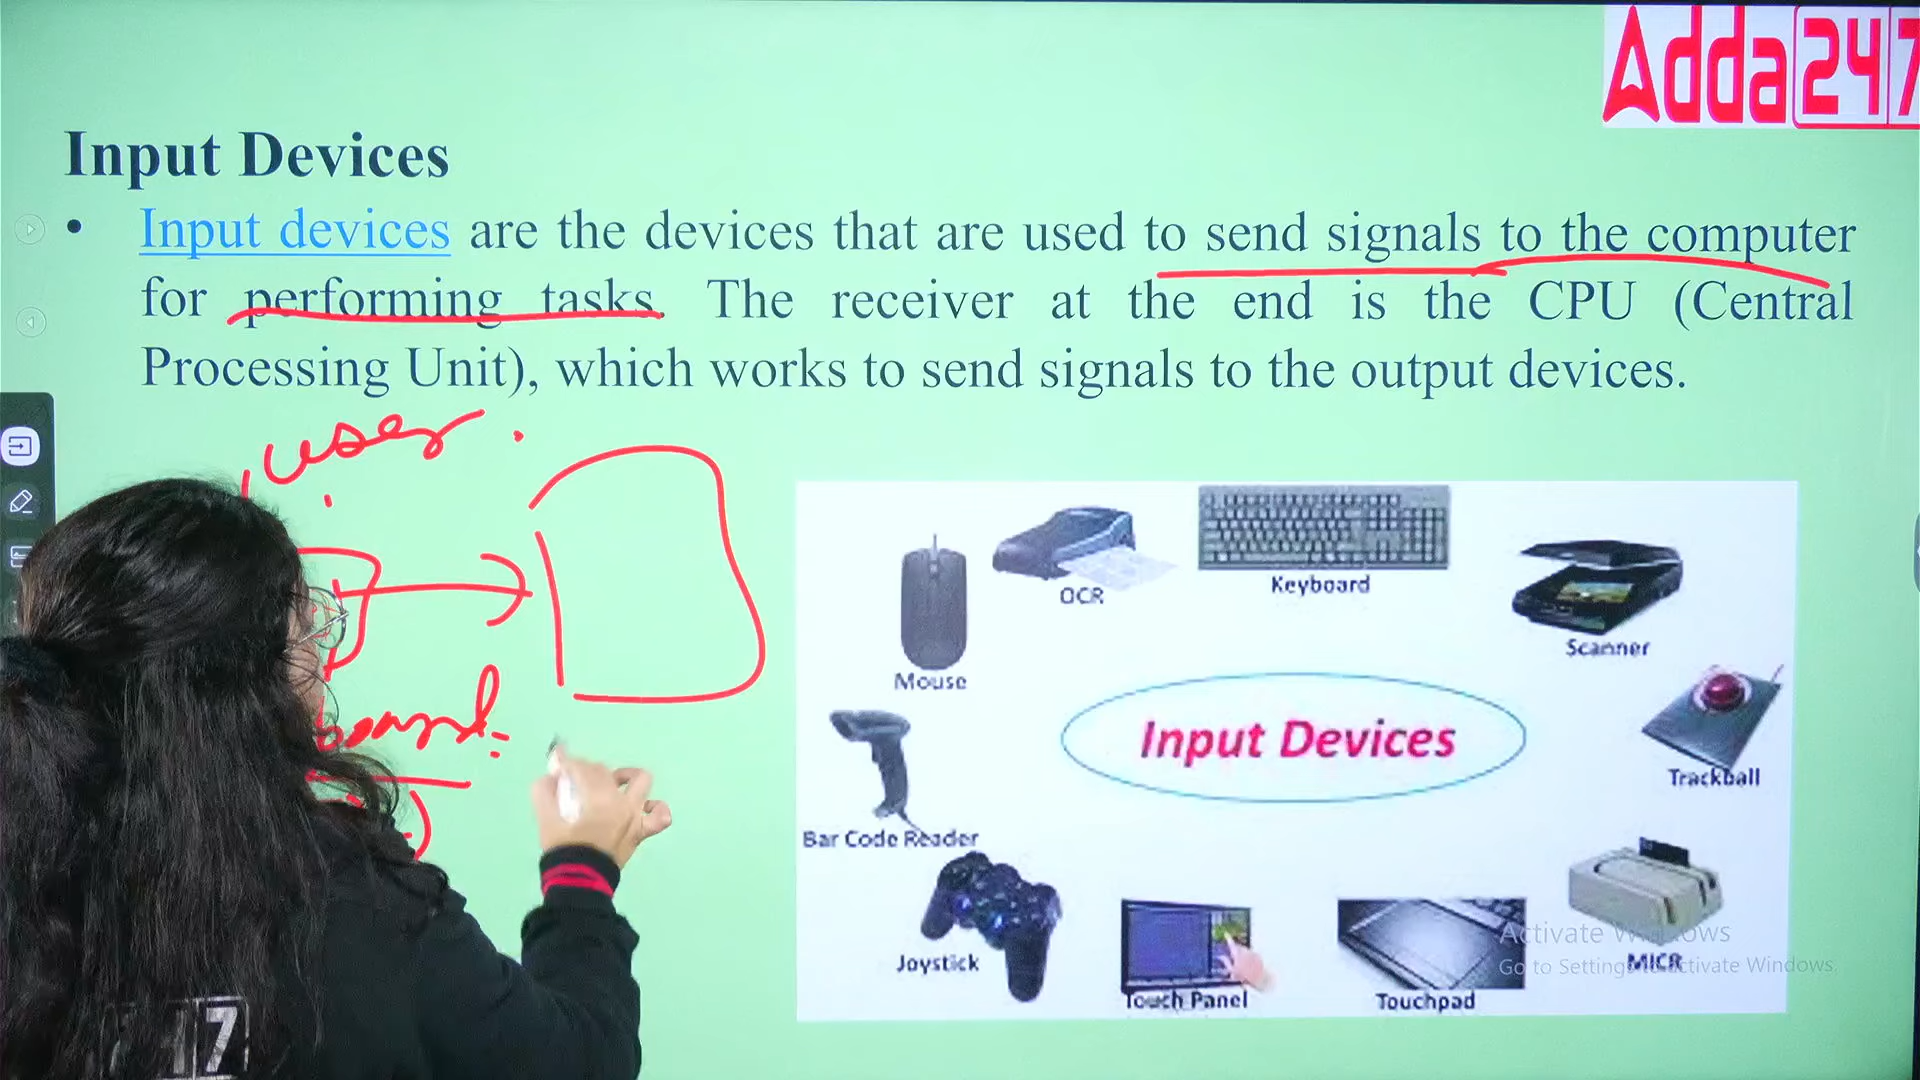 Adda247
Input Devices
• Input devices are the devices that are used to send signals to the computer
for performing tasks. The receiver at the end is the CPU (Central
Processing Unit), which works to send signals to the output devices.
user
board
OCR
Keyboard
Scanner
Mouse
Input Devices
Trackball
Bar Code Reader
Joystick
Touch Panel
Touchpad
MICR
Activate Windows
Go to Settings to activate Windows.
7